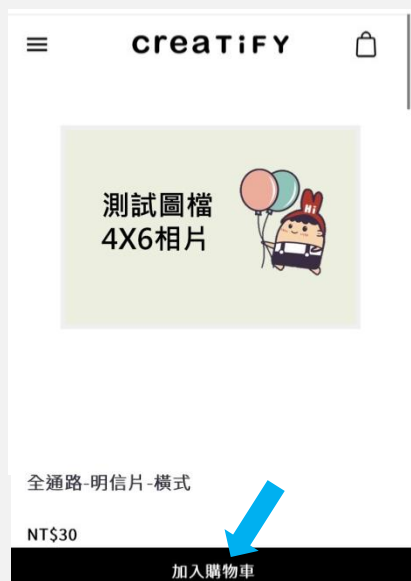 creaTiFY
測試圖檔
4X6相片
Hi
全通路-明信片-橫式
NT$30
加入購物車